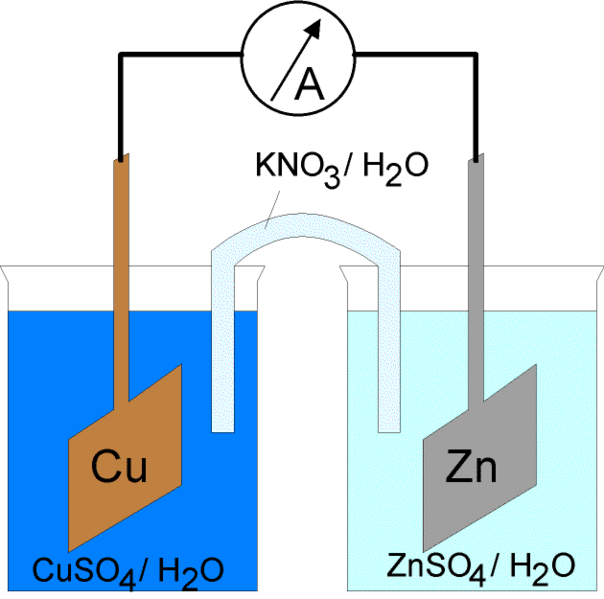 A
KNO3/ H2O
Cu
Zn
CuSO4/ H2O
ZnSO4/ H2O